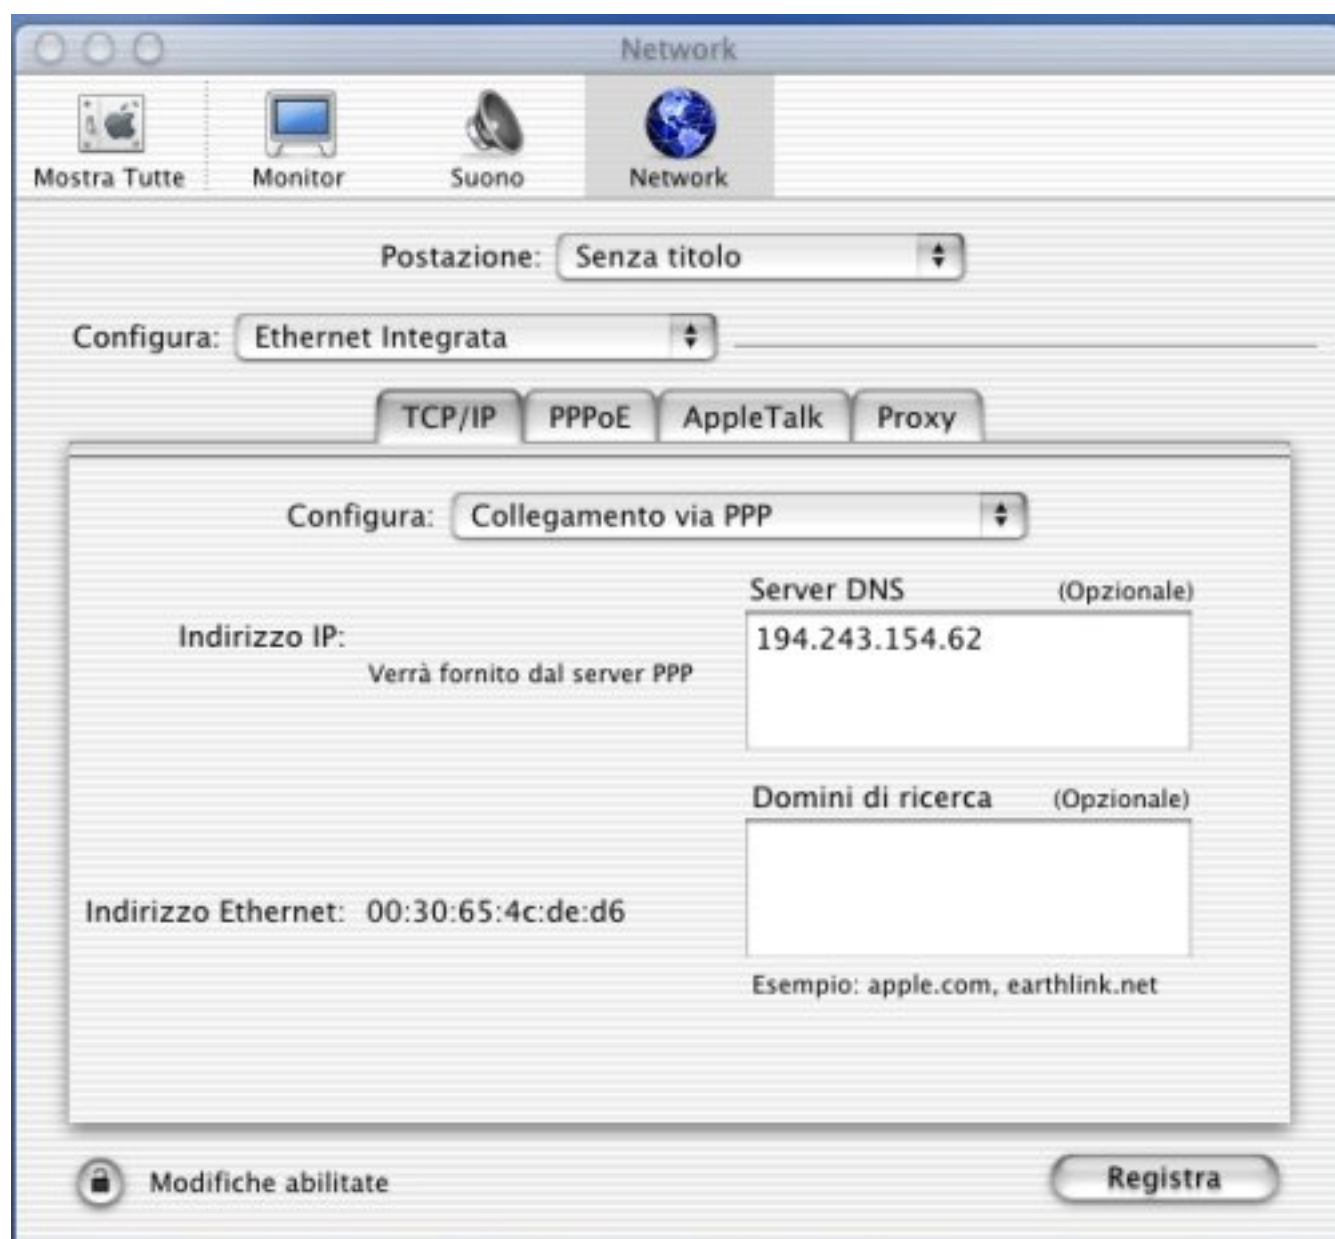 Network
Mostra Tutte Monitor Suono Network
Postazione: Senza titolo
Configura: Ethernet Integrata
TCP/IP PPPoE AppleTalk Proxy
Configura: Collegamento via PPP
Server DNS (Opzionale)
Indirizzo IP: 194.243.154.62
Verrà fornito dal server PPP
Domini di ricerca (Opzionale)
Indirizzo Ethernet: 00:30:65:4c:de:d6
Esempio: apple.com, earthlink.net
Modifiche abilitate Registra